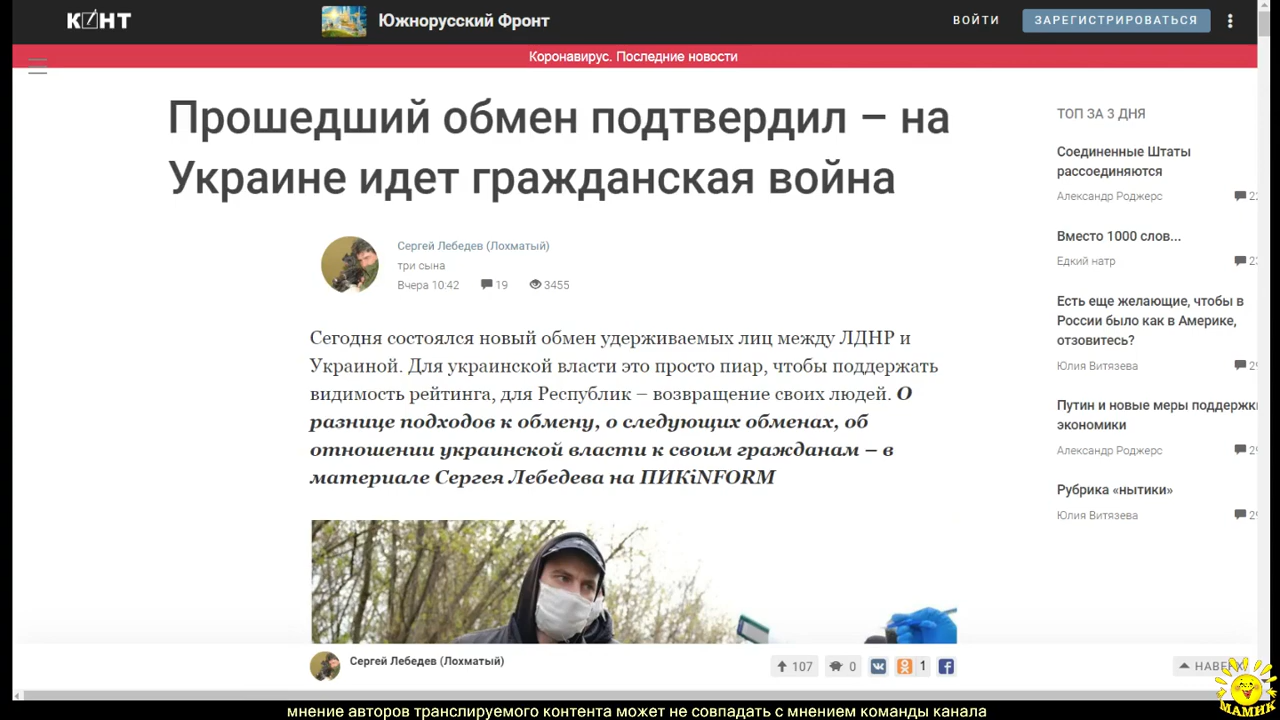 КОНТ
Южнорусский Фронт
ВОЙТИ
ЗАРЕГИСТРИРОВАТЬСЯ
Коронавирус. Последние новости
Прошедший обмен подтвердил – на
Украине идет гражданская война
Сергей Лебедев (Лохматый)
три сына
Вчера 10:42 19 3455
Сегодня состоялся новый обмен удерживаемых лиц между ЛДНР и
Украиной. Для украинской власти это просто пиар, чтобы поддержать
видимость рейтинга, для Республик – возвращение своих людей. О
разнице подходов к обмену, о следующих обменах, об
отношении украинской власти к своим гражданам – в
материале Сергея Лебедева на ПИКiNFORM
ТОП ЗА 3 ДНЯ
Соединенные Штаты
рассоединяются
Александр Роджерс
Вместо 1000 слов...
Едкий натр
Есть еще желающие, чтобы в
России было как в Америке,
отзовитесь?
Юлия Витязева
Путин и новые меры поддержк
экономики
Александр Роджерс
Рубрика «нытики»
Юлия Витязева
Сергей Лебедев (Лохматый)
107 0 1
НАВЕРХ
МАМИК
мнение авторов транслируемого контента может не совпадать с мнением команды канала